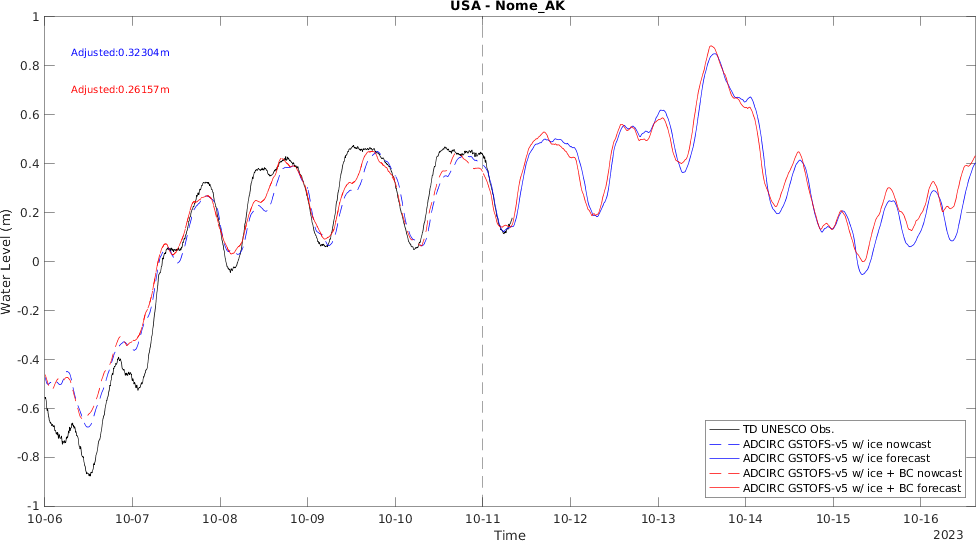 USA - Nome_AK
Adjusted:0.32304m
Adjusted:0.26157m
Water Level (m)
1
0.8
0.6
0.4
0.2
0
-0.2
-0.4
-0.6
-0.8
-1
10-06 10-07 10-08 10-09 10-10 10-11 10-12 10-13 10-14 10-15 10-16
Time
2023
TD UNESCO Obs.
ADCIRC GSTOFS-v5 w/ ice nowcast
ADCIRC GSTOFS-v5 w/ ice forecast
ADCIRC GSTOFS-v5 w/ ice + BC nowcast
ADCIRC GSTOFS-v5 w/ ice + BC forecast